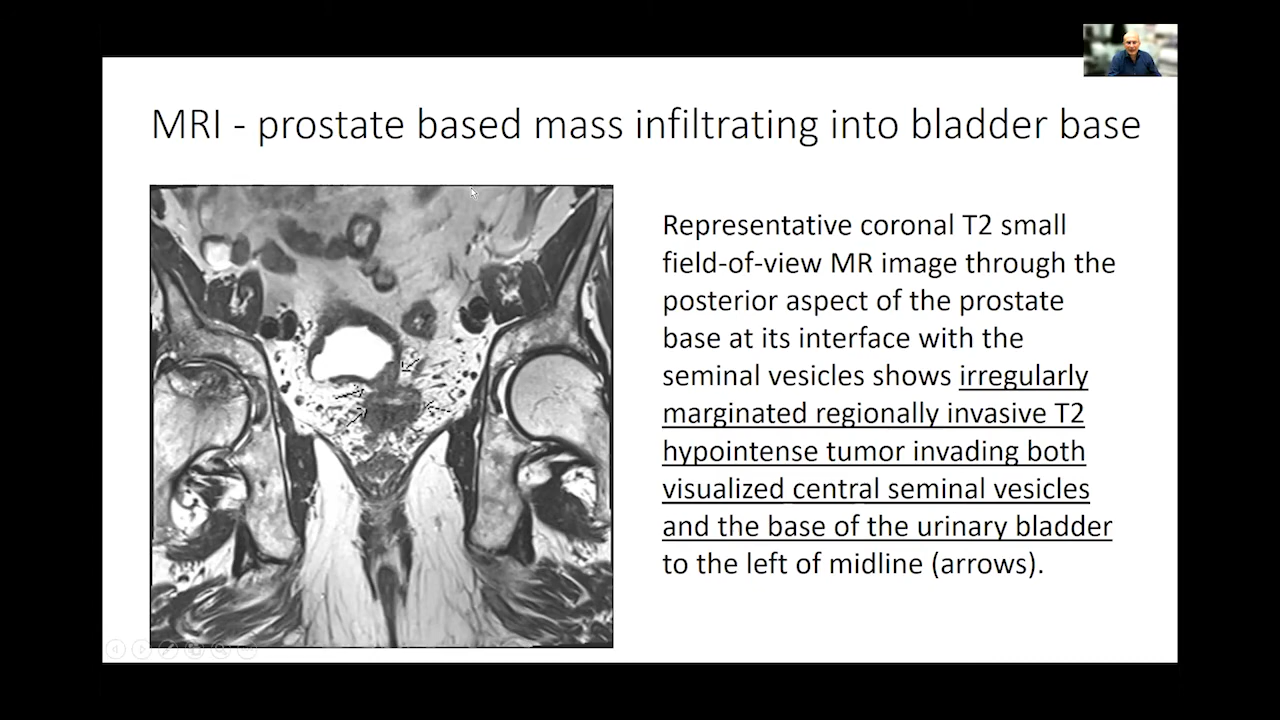 MRI - prostate based mass infiltrating into bladder base
Representative coronal T2 small
field-of-view MR image through the
posterior aspect of the prostate
base at its interface with the
seminal vesicles shows irregularly
marginated regionally invasive T2
hypointense tumor invading both
visualized central seminal vesicles
and the base of the urinary bladder
to the left of midline (arrows).